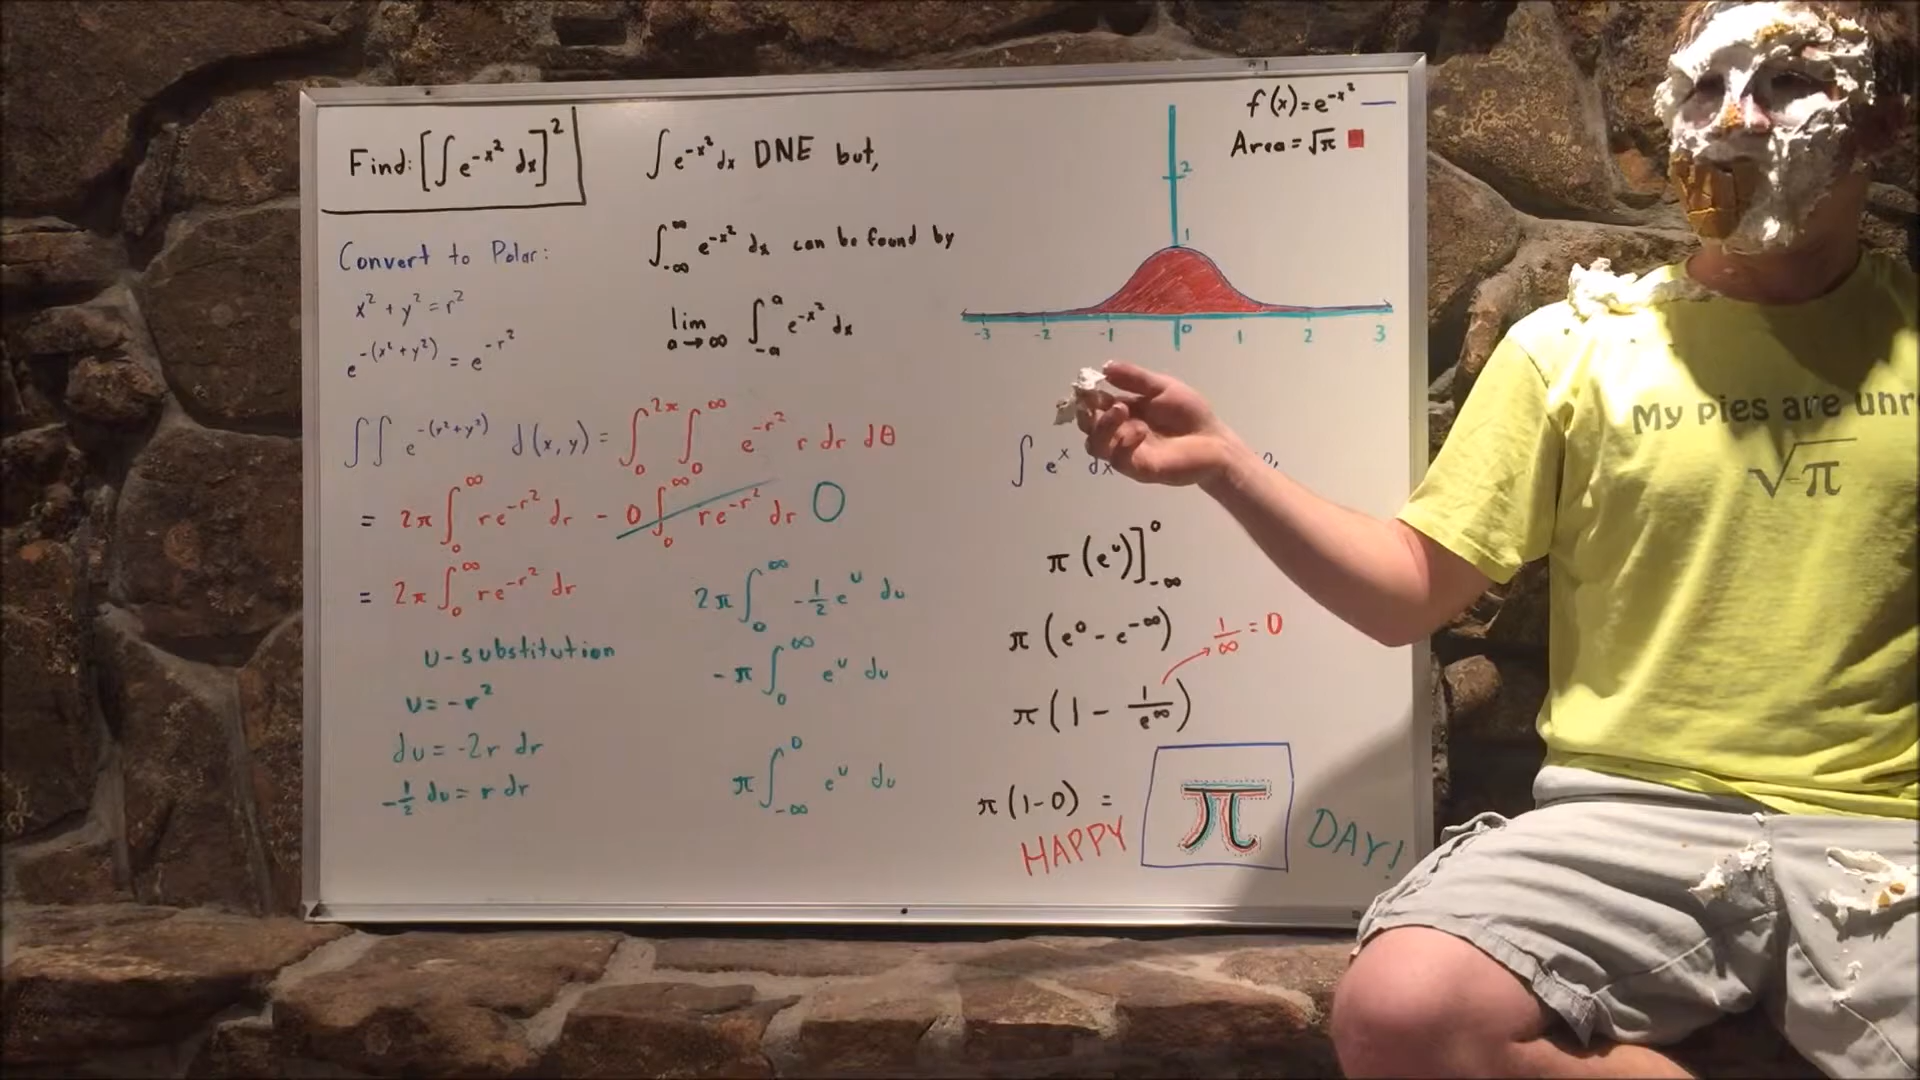 Find: [∫e^-x² dx]²
∫e^-x² dx DNE but,
∫_-∞^∞ e^-x² dx can be found by
lim a→∞ ∫_-a^a e^-x² dx
Convert to Polar:
x² + y² = r²
e^-(x²+y²) = e^-r²
∫∫ e^-(x²+y²) d(x,y) = ∫_0^2π ∫_0^∞ e^-r² r dr dθ
= 2π ∫_0^∞ re^-r² dr - 0 ∫_0^∞ re^-r² dr 0
= 2π ∫_0^∞ re^-r² dr
U-substitution
U = -r²
du = -2r dr
-1/2 du = r dr
2π ∫_0^∞ -1/2 e^u du
-π ∫_0^∞ e^u du
π ∫_-∞^0 e^u du
f(x)=e^-x²
Area = √π
2
1
-3 -2 -1 0 1 2 3
∫ e^x dx
π (e^u)]_-∞^0
π (e^0 - e^-∞)
1/∞ = 0
π (1 - 1/e^∞)
π (1-0) = π
HAPPY DAY!
My pies are unr
√-π